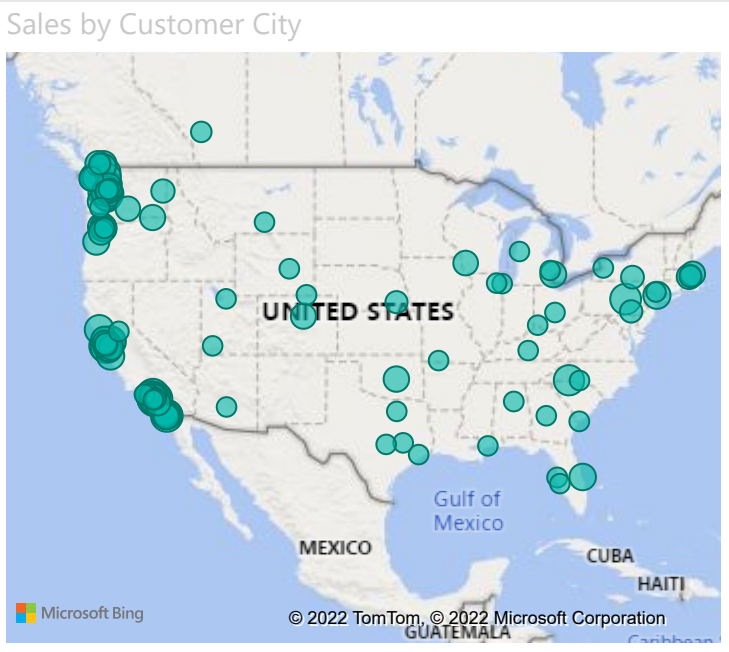 Sales by Customer City
UNITED STATES
Gulf of
Mexico
MEXICO
CUBA
HAITI
Microsoft Bing
© 2022 TomTom, © 2022 Microsoft Corporation
GUATEMALA
Caribbean